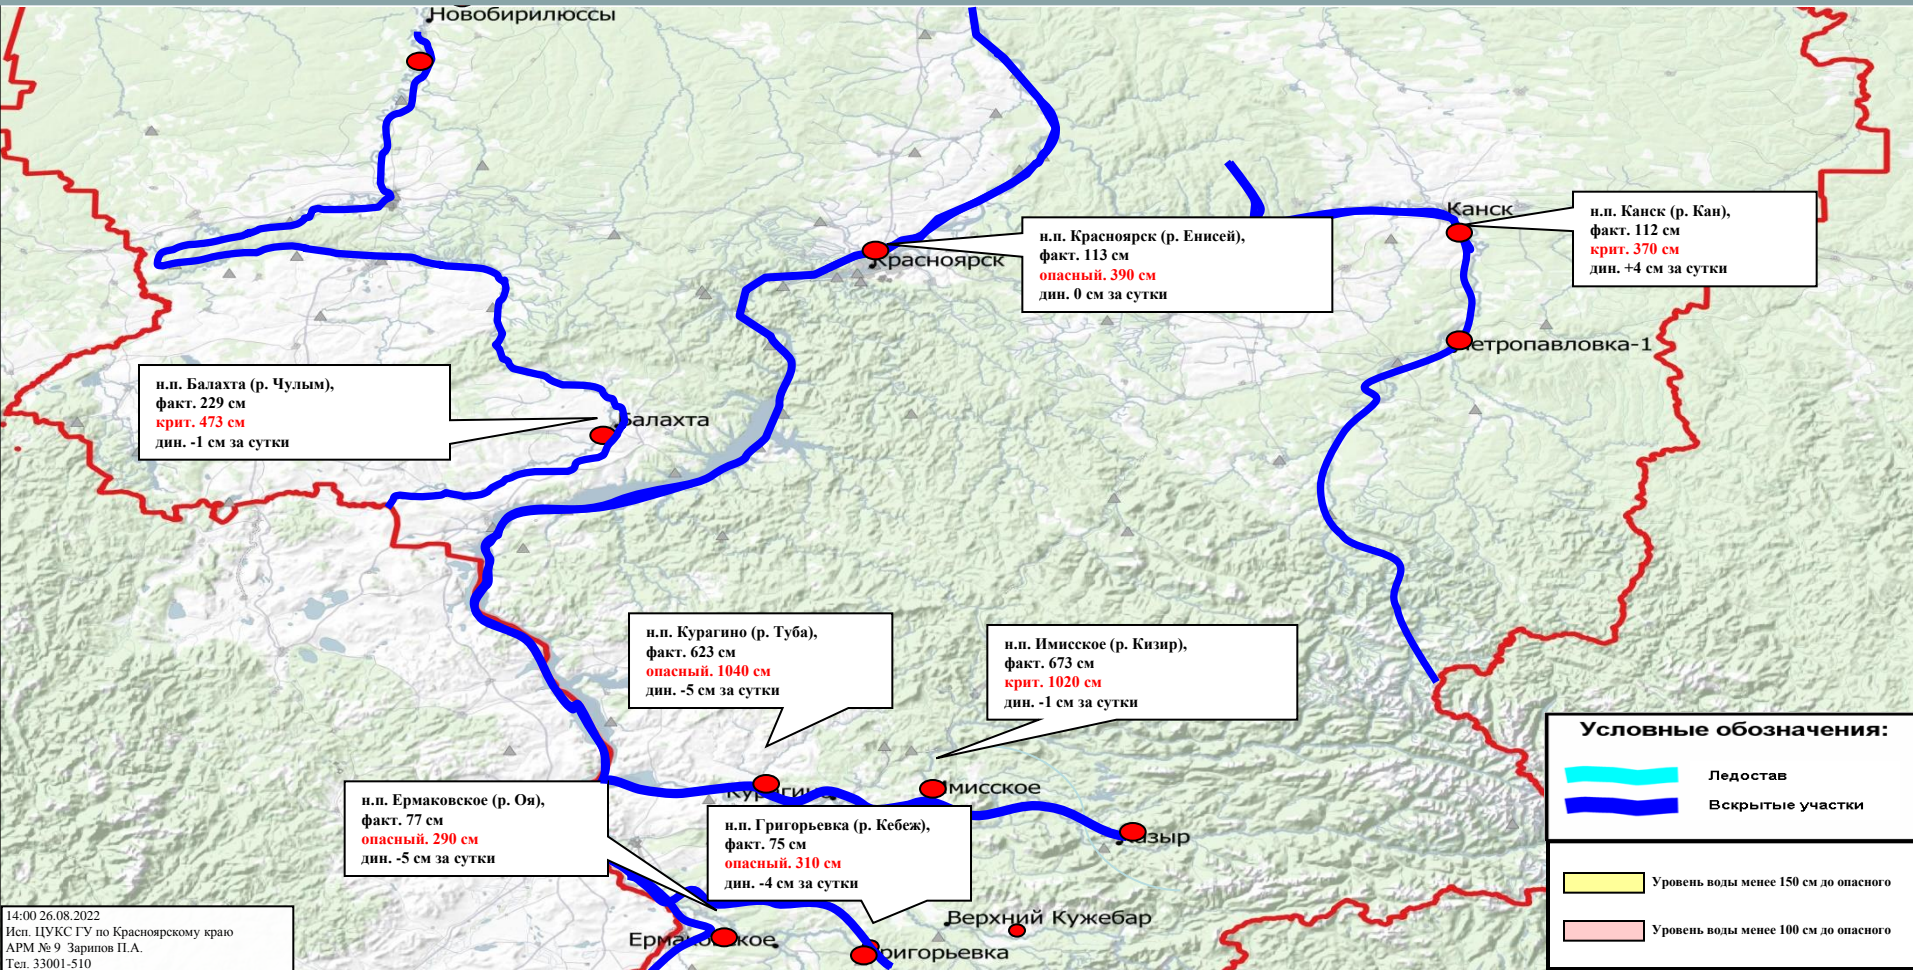 Новобирилюссы
Канск
н.п. Канск (р. Кан),
факт. 112 см
крит. 370 см
дин. +4 см за сутки
н.п. Красноярск (р. Енисей),
факт. 113 см
опасный. 390 см
дин. 0 см за сутки
Красноярск
Петропавловка-1
н.п. Балахта (р. Чулым),
факт. 229 см
крит. 473 см
дин. -1 см за сутки
Балахта
н.п. Курагино (р. Туба),
факт. 623 см
опасный. 1040 см
дин. -5 см за сутки
н.п. Имисское (р. Кизир),
факт. 673 см
крит. 1020 см
дин. -1 см за сутки
Курагино
Имисское
Казыр
н.п. Ермаковское (р. Оя),
факт. 77 см
опасный. 290 см
дин. -5 см за сутки
н.п. Григорьевка (р. Кебеж),
факт. 75 см
опасный. 310 см
дин. -4 см за сутки
Верхний Кужебар
Ермаковское
Григорьевка
Условные обозначения:
Ледостав
Вскрытые участки
Уровень воды менее 150 см до опасного
Уровень воды менее 100 см до опасного
14:00 26.08.2022
Исп. ЦУКС ГУ по Красноярскому краю
АРМ № 9 Зарипов П.А.
Тел. 33001-510